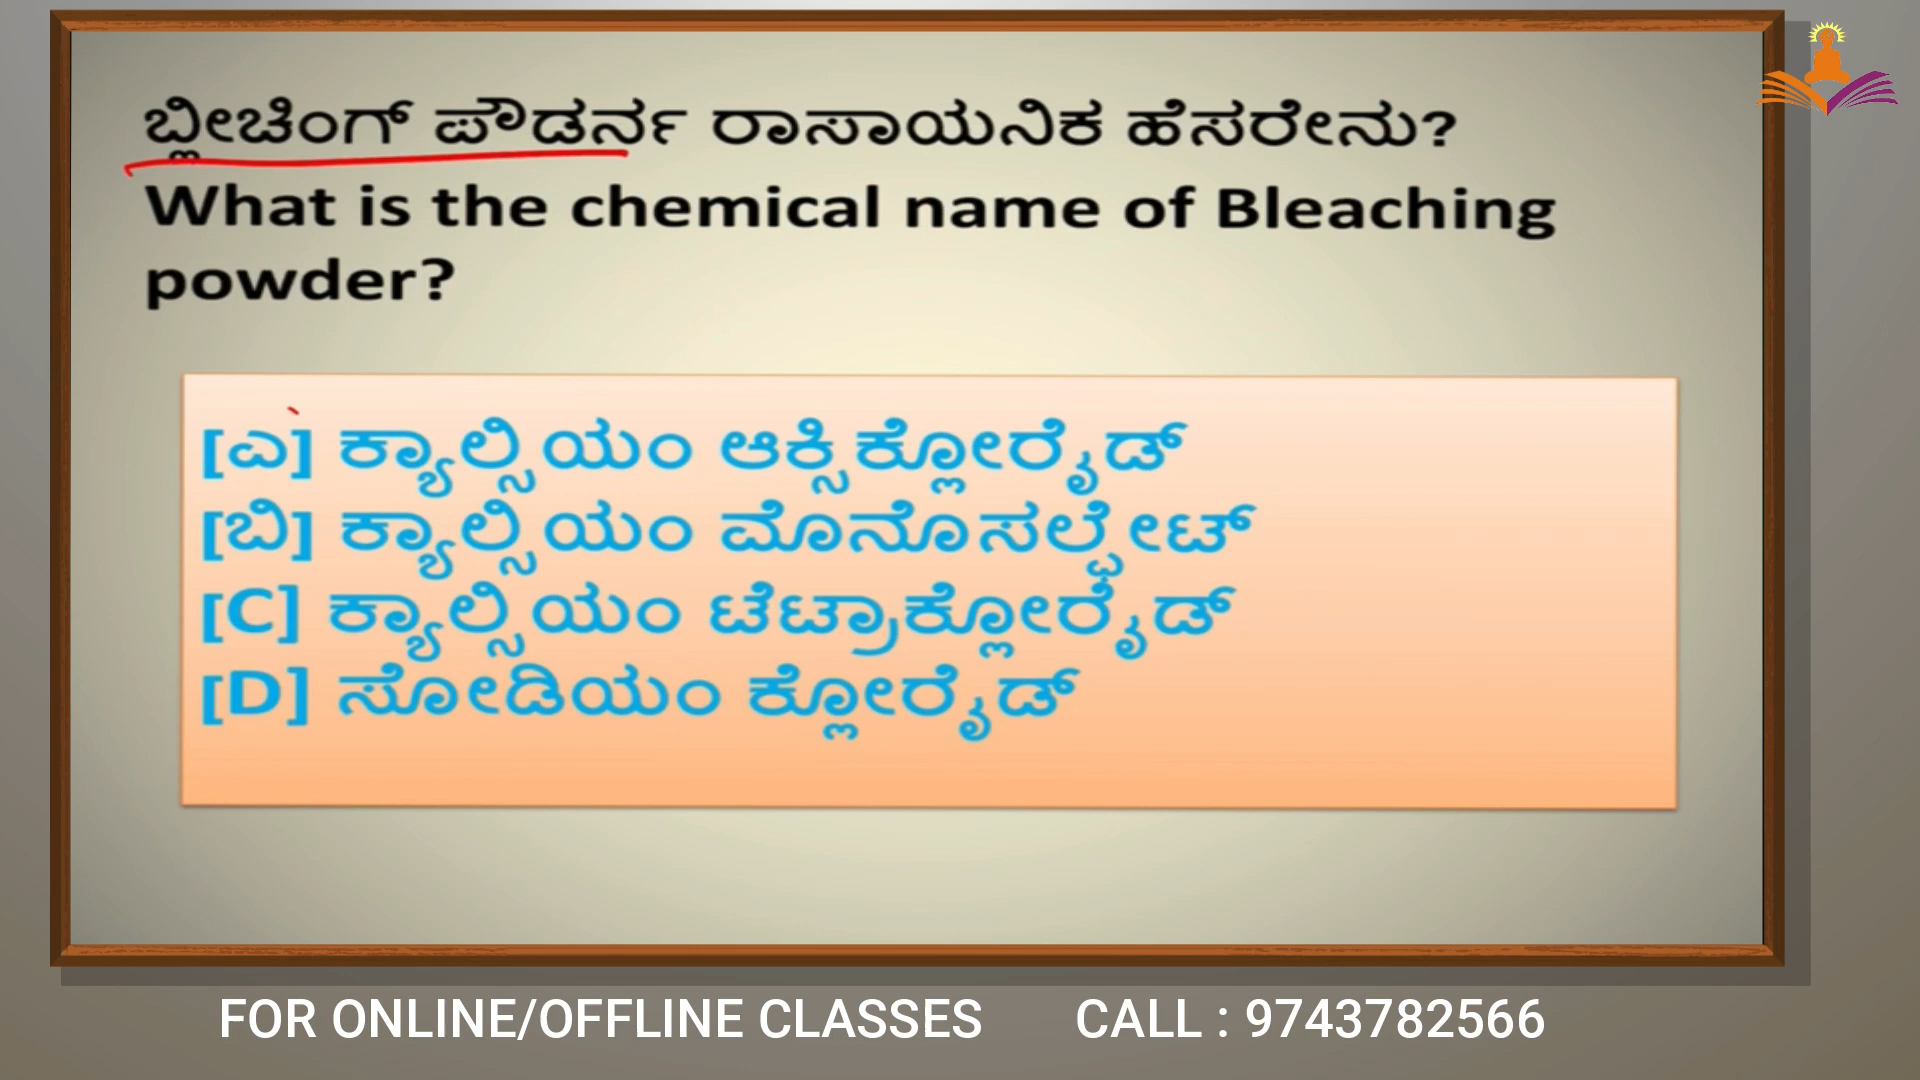 ಬ್ಲೀಚಿಂಗ್ ಪೌಡರ್ನ ರಾಸಾಯನಿಕ ಹೆಸರೇನು?
What is the chemical name of Bleaching
powder?
[ಎ] ಕ್ಯಾಲ್ಸಿಯಂ ಆಕ್ಸಿಕ್ಲೋರೈಡ್
[ಬಿ] ಕ್ಯಾಲ್ಸಿಯಂ ಮೊನೊಸಲ್ಫೇಟ್
[C] ಕ್ಯಾಲ್ಸಿಯಂ ಟೆಟ್ರಾಕ್ಲೋರೈಡ್
[D] ಸೋಡಿಯಂ ಕ್ಲೋರೈಡ್
FOR ONLINE/OFFLINE CLASSES CALL : 9743782566